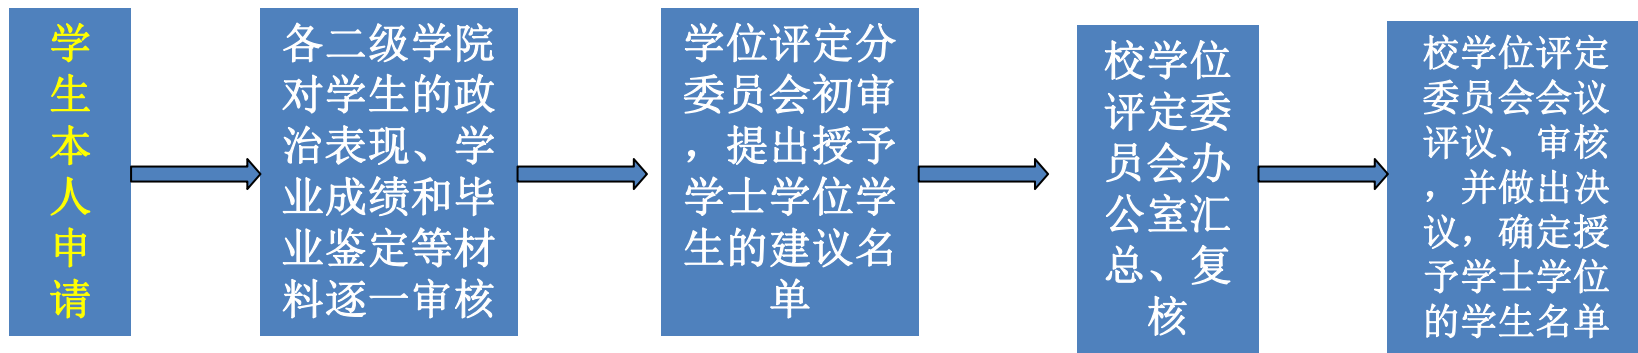 学
生
本
人
申
请
各二级学院
对学生的政
治表现、学
业成绩和毕
业鉴定等材
料逐一审核
学位评定分
委员会初审
，提出授予
学士学位学
生的建议名
单
校学位
评定委
员会办
公室汇
总、复
核
校学位评定
委员会会议
评议、审核
，并做出决
议，确定授
予学士学位
的学生名单